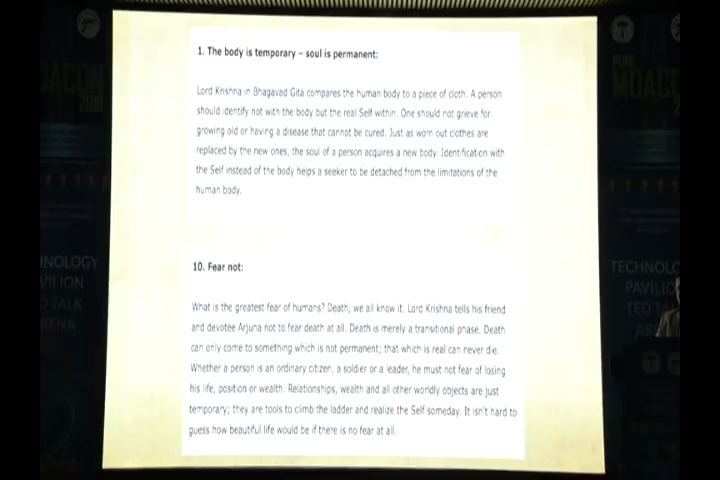 1. The body is temporary – soul is permanent:
Lord Krishna in Bhagavad Gita compares the human body to a piece of cloth. A person
should identify not with the body but the real Self within. One should not grieve for
growing old or having a disease that cannot be cured. Just as worn out clothes are
replaced by the new ones, the soul of a person acquires a new body. Identification with
the Self instead of the body helps a seeker to be detached from the limitations of the
human body.
10. Fear not:
What is the greatest fear of humans? Death, we all know it. Lord Krishna tells his friend
and devotee Arjuna not to fear death at all. Death is merely a transitional phase. Death
can only come to something which is not permanent; that which is real can never die.
Whether a person is an ordinary citizen, a soldier or a leader, he must not fear of losing
his life, position or wealth. Relationships, wealth and all other worldly objects are just
temporary; they are tools to climb the ladder and realize the Self someday. It isn't hard to
guess how beautiful life would be if there is no fear at all.
ACON
NOLOGY
VILION
TALK
RENA
TECHNOLO
PAVILIO
TED TA